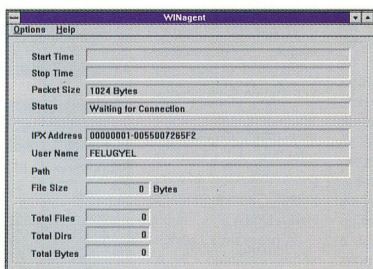 WINagent
Options Help
Start Time
Stop Time
Packet Size 1024 Bytes
Status Waiting for Connection
IPX Address 00000001-0055007265F2
User Name FELUGYEL
Path
File Size 0 Bytes
Total Files 0
Total Dirs 0
Total Bytes 0